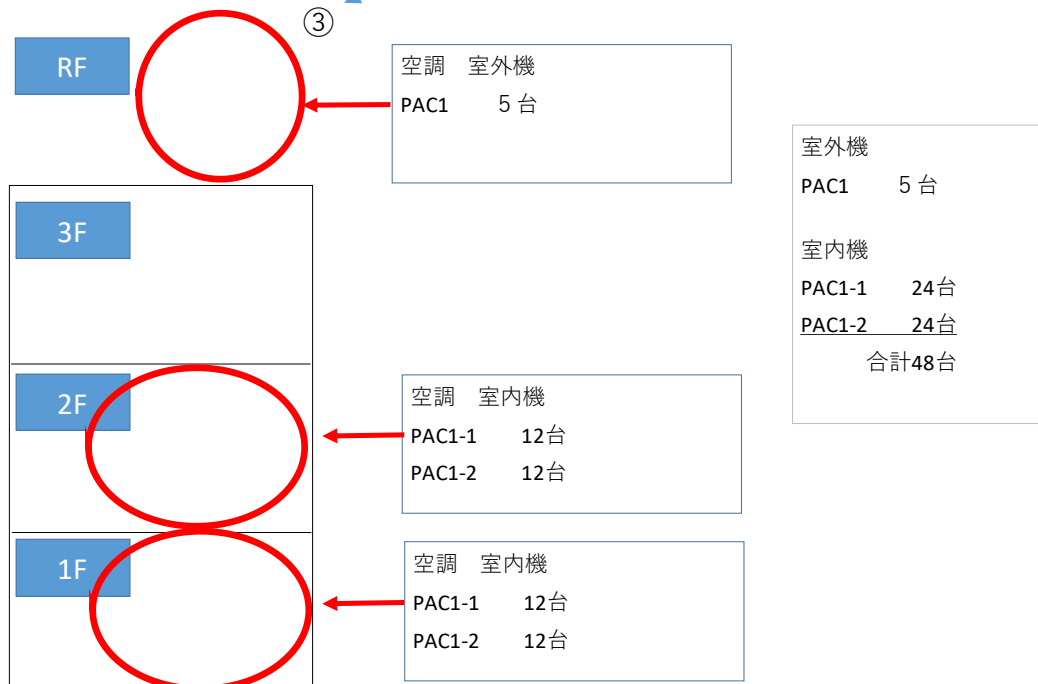 ③
RF
空調　室外機
PAC1　　５台
3F
2F
空調　室内機
PAC1-1　　12台
PAC1-2　　12台
1F
空調　室内機
PAC1-1　　12台
PAC1-2　　12台
室外機
PAC1　　５台
室内機
PAC1-1　　24台
PAC1-2　　24台
合計48台